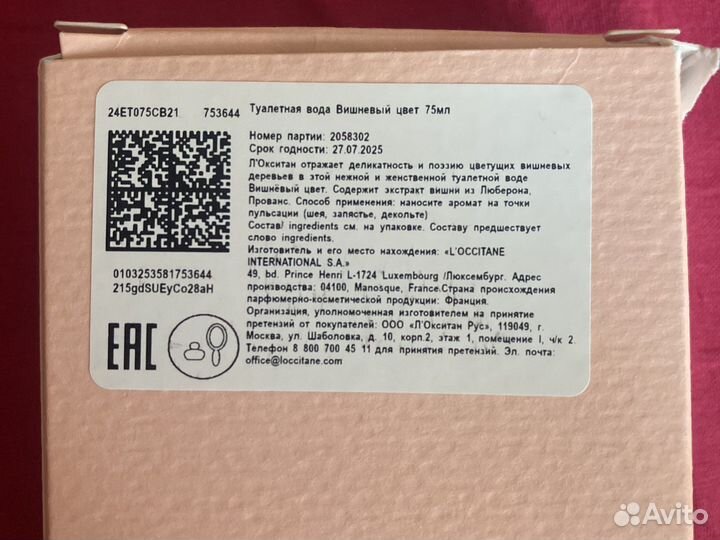 24ET075CB21 753644
Туалетная вода Вишневый цвет 75мл
Номер партии: 2058302
Срок годности: 27.07.2025
Л'Окситан отражает деликатность и поэзию цветущих вишневых
деревьев в этой нежной и женственной туалетной воде
Вишнёвый цвет. Содержит экстракт вишни из Люберона,
Прованс. Способ применения: наносите аромат на точки
пульсации (шея, запястье, декольте)
Состав/ ingredients см. на упаковке. Составу предшествует
слово ingredients.
Изготовитель и его место нахождения: «L'OCCITANE
INTERNATIONAL S.A.»
49, bd. Prince Henri L-1724 Luxembourg /Люксембург. Адрес
производства: 04100, Manosque, France.Страна происхождения
парфюмерно-косметической продукции: Франция.
Организация, уполномоченная изготовителем на принятие
претензий от покупателей: ООО «Л'Окситан Рус», 119049, г.
Москва, ул. Шаболовка, д. 10, корп.2, этаж 1, помещение I, ч/к 2.
Телефон 8 800 700 45 11 для принятия претензий. Эл. почта:
office@loccitane.com
0103253581753644
215gdSUEyCo28aH
EAC
Avito